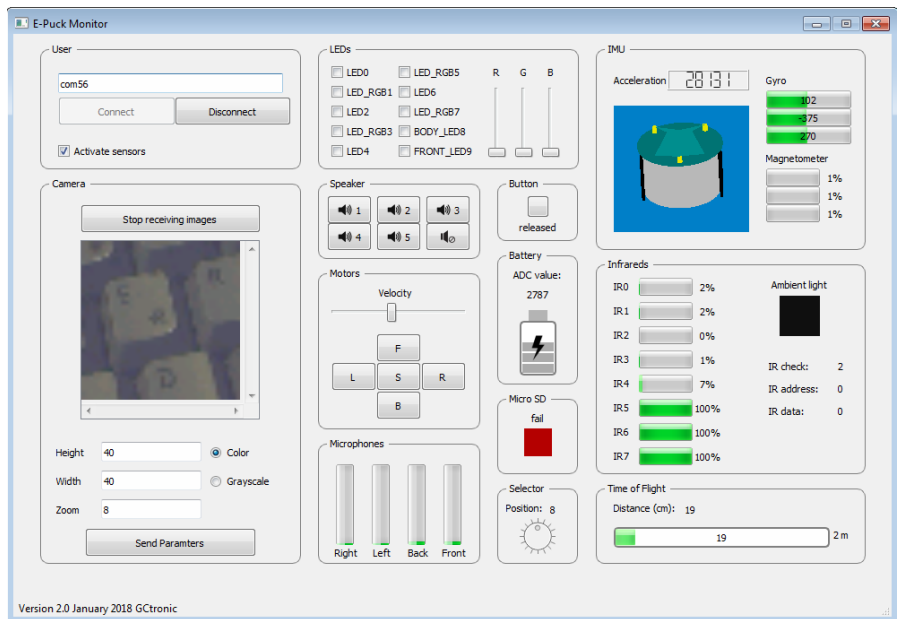 E-Puck Monitor
User
com56
Connect
Disconnect
Activate sensors
Camera
Stop receiving images
Height 40
Color
Width 40
Grayscale
Zoom 8
Send Paramters
LEDs
LED0 LED_RGB5 R G B
LED_RGB1 LED6
LED2 LED_RGB7
LED_RGB3 BODY_LED8
LED4 FRONT_LED9
Speaker
1 2 3
4 5
Motors
Velocity
F
L S R
B
Microphones
Right Left Back Front
Button
released
Battery
ADC value:
2787
Micro SD
fail
Selector
Position: 8
IMU
Acceleration 28131
Gyro
102
-375
270
Magnetometer
1%
1%
1%
Infrareds
IR0 2%
IR1 2%
IR2 0%
IR3 1%
IR4 7%
IR5 100%
IR6 100%
IR7 100%
Ambient light
IR check: 2
IR address: 0
IR data: 0
Time of Flight
Distance (cm): 19
19 2 m
Version 2.0 January 2018 GCtronic